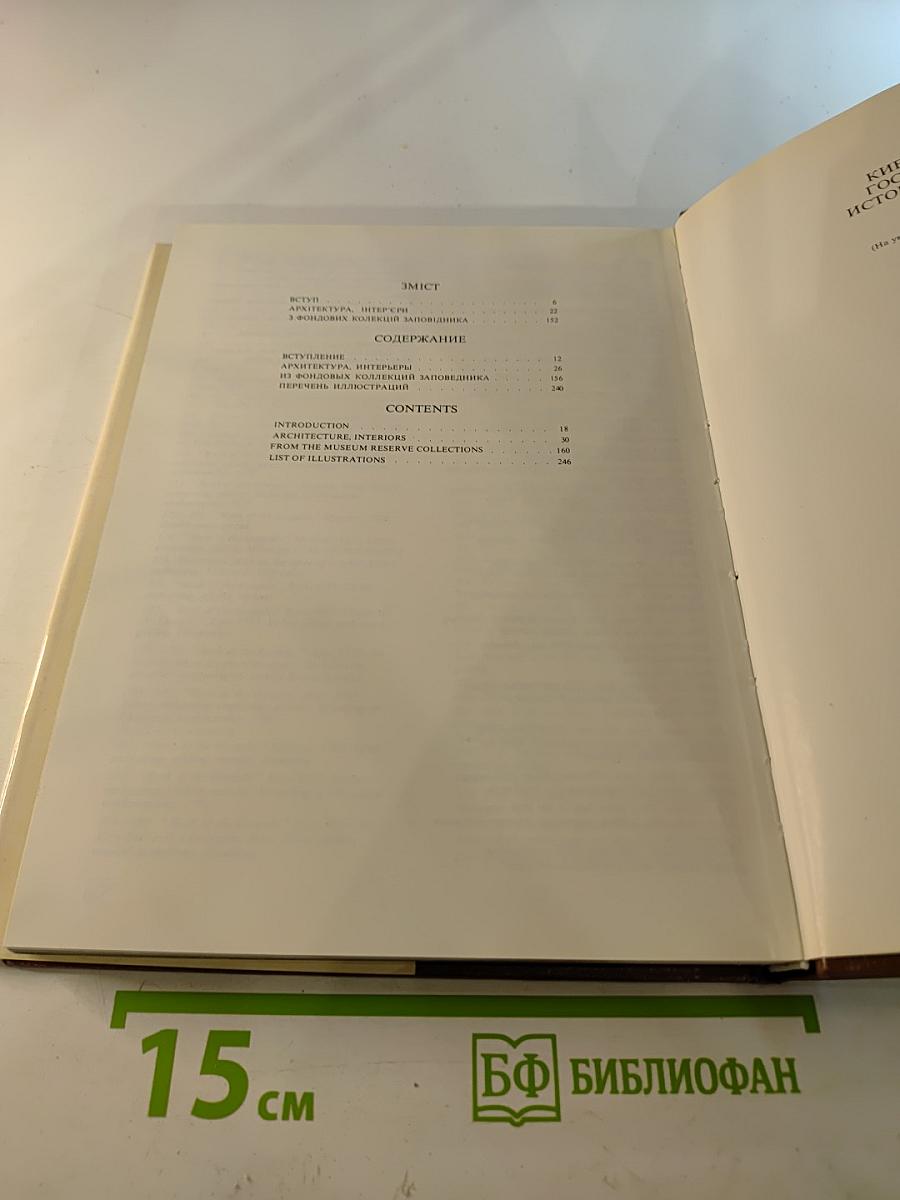 ЗМІСТ
ВСТУП . . . . . . . . . . . . . . . . . . . . . . 6
АРХІТЕКТУРА, ІНТЕР'ЄРИ . . . . . . . . . . . . . 22
З ФОНДОВИХ КОЛЕКЦІЙ ЗАПОВІДНИКА . . . . . . . 152
СОДЕРЖАНИЕ
ВСТУПЛЕНИЕ . . . . . . . . . . . . . . . . . . . 12
АРХИТЕКТУРА, ИНТЕРЬЕРЫ . . . . . . . . . . . . . 26
ИЗ ФОНДОВЫХ КОЛЛЕКЦИЙ ЗАПОВЕДНИКА . . . . . 156
ПЕРЕЧЕНЬ ИЛЛЮСТРАЦИЙ . . . . . . . . . . . . . 240
CONTENTS
INTRODUCTION . . . . . . . . . . . . . . . . . . 18
ARCHITECTURE, INTERIORS . . . . . . . . . . . . . 30
FROM THE MUSEUM RESERVE COLLECTIONS . . . . . . 160
LIST OF ILLUSTRATIONS . . . . . . . . . . . . . . 246
(На
15 см
БФ БИБЛИОФАН